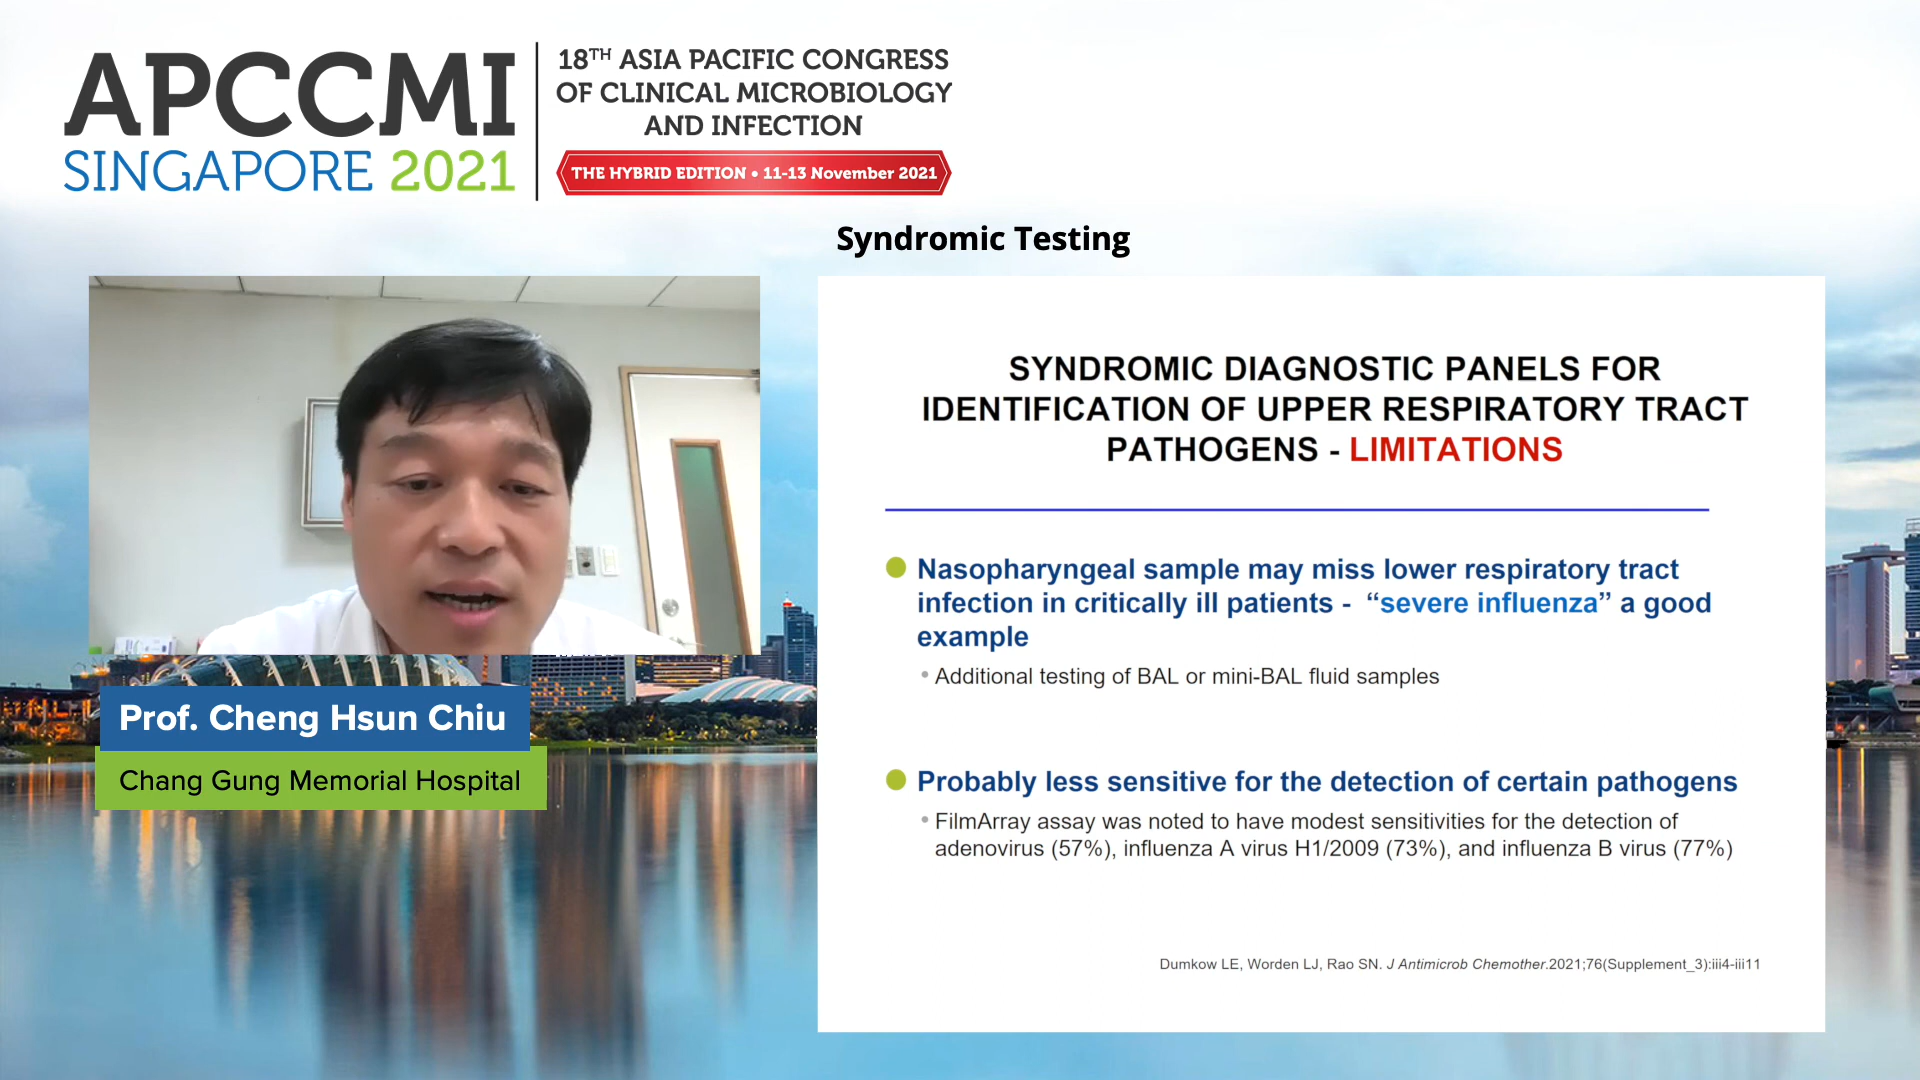 APCCMI
SINGAPORE 2021
18TH ASIA PACIFIC CONGRESS
OF CLINICAL MICROBIOLOGY
AND INFECTION
THE HYBRID EDITION • 11-13 November 2021
Syndromic Testing
Prof. Cheng Hsun Chiu
Chang Gung Memorial Hospital
SYNDROMIC DIAGNOSTIC PANELS FOR
IDENTIFICATION OF UPPER RESPIRATORY TRACT
PATHOGENS - LIMITATIONS
Nasopharyngeal sample may miss lower respiratory tract
infection in critically ill patients - “severe influenza” a good
example
Additional testing of BAL or mini-BAL fluid samples
Probably less sensitive for the detection of certain pathogens
FilmArray assay was noted to have modest sensitivities for the detection of
adenovirus (57%), influenza A virus H1/2009 (73%), and influenza B virus (77%)
Dumkow LE, Worden LJ, Rao SN. J Antimicrob Chemother.2021;76(Supplement_3):iii4-iii11